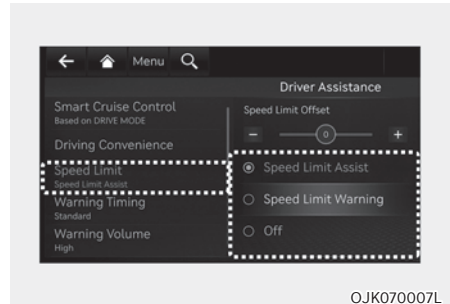 Menu
Driver Assistance
Smart Cruise Control
Based on DRIVE MODE
Driving Convenience
Speed Limit
Speed Limit Assist
Warning Timing
Standard
Warning Volume
High
Speed Limit Offset
− 0 +
Speed Limit Assist
Speed Limit Warning
Off
OJK070007L